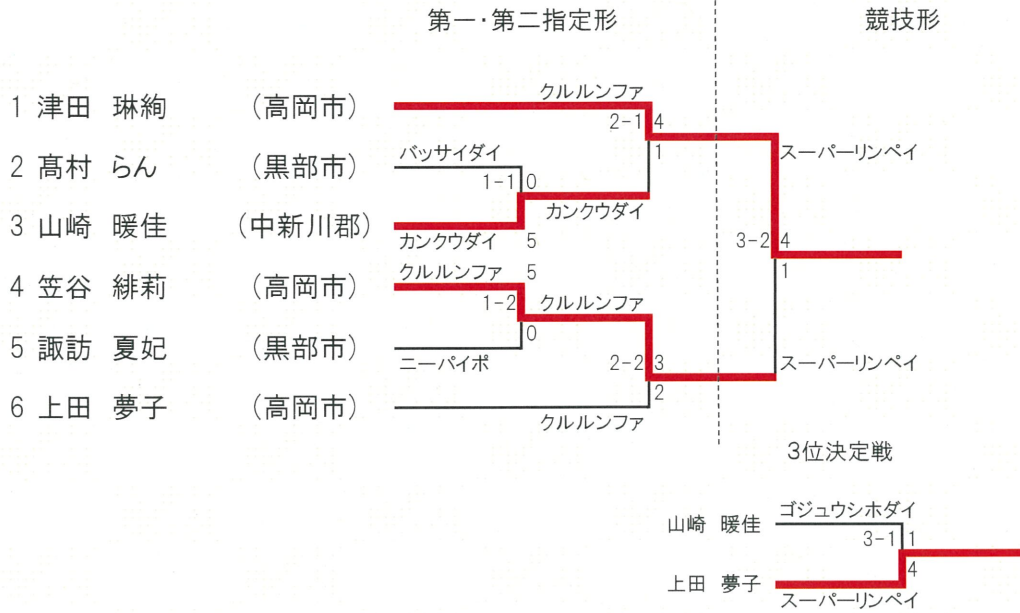 第一・第二指定形 競技形
1 津田 琳絢 (高岡市) クルルンファ
2-1 4
1
2 髙村 らん (黒部市) バッサイダイ
スーパーリンペイ
1-1 0
3 山崎 暖佳 (中新川郡) カンクウダイ
カンクウダイ 5
3-2 4
1
クルルンファ 5
4 笠谷 緋莉 (高岡市)
1-2 クルルンファ
0
5 諏訪 夏妃 (黒部市)
ニーパイポ
2-2 3
スーパーリンペイ
2
6 上田 夢子 (高岡市)
クルルンファ
3位決定戦
ゴジュウシホダイ
山崎 暖佳
3-1 1
4
上田 夢子
スーパーリンペイ